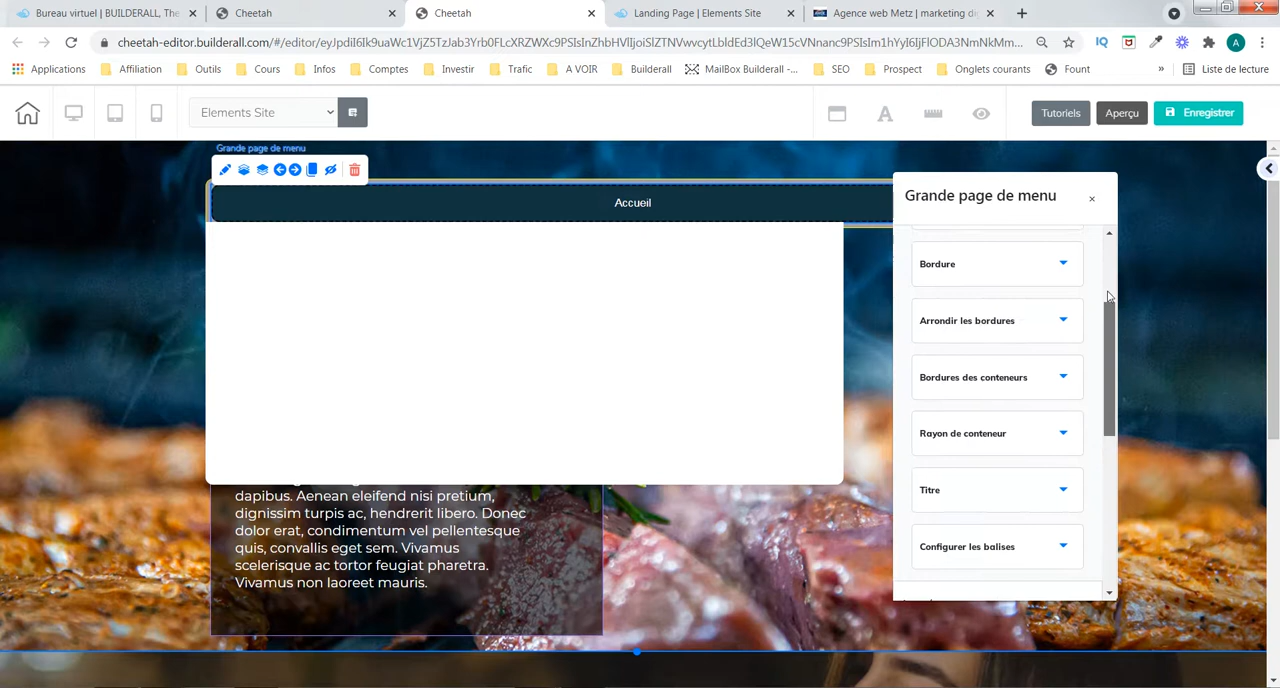 Bureau virtuel | BUILDERALL, The
Cheetah
Cheetah
Landing Page | Elements Site
Agence web Metz | marketing di
cheetah-editor.builderall.com/#/editor/
Applications
Affiliation
Outils
Cours
Infos
Comptes
Investir
Trafic
A VOIR
Builderall
MailBox Builderall -...
SEO
Prospect
Onglets courants
Fount
»
Liste de lecture
IQ
A
Elements Site
Tutoriels
Aperçu
Enregistrer
Grande page de menu
Accueil
Grande page de menu
×
Bordure
Arrondir les bordures
Bordures des conteneurs
Rayon de conteneur
Titre
Configurer les balises
dapibus. Aenean eleifend nisi pretium,
dignissim turpis ac, hendrerit libero. Donec
dolor erat, condimentum vel pellentesque
quis, convallis eget sem. Vivamus
scelerisque ac tortor feugiat pharetra.
Vivamus non laoreet mauris.